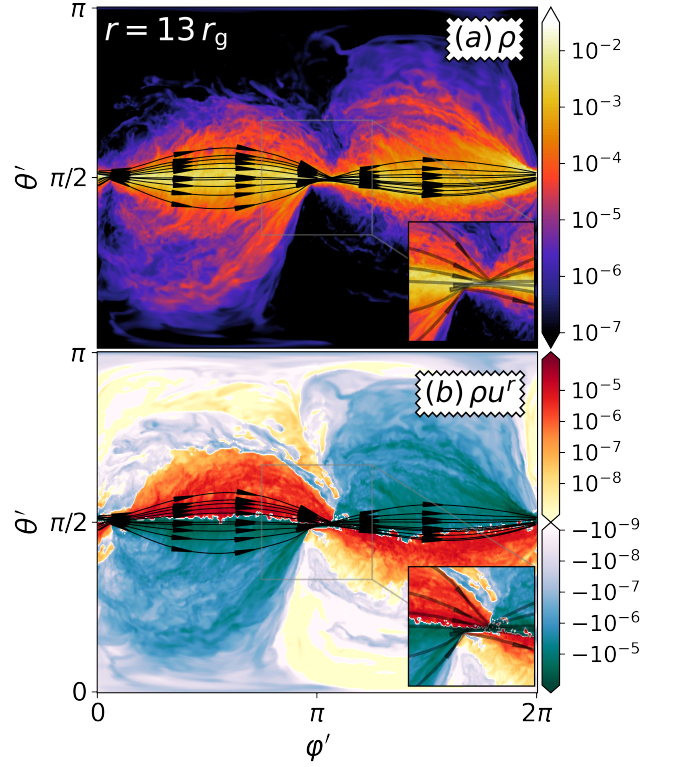 π
r = 13 r_g
(a) ρ
10⁻²
10⁻³
10⁻⁴
10⁻⁵
10⁻⁶
10⁻⁷
θ′
π/2
π
(b) ρu^r
10⁻⁵
10⁻⁶
10⁻⁷
10⁻⁸
−10⁻⁹
−10⁻⁸
−10⁻⁷
−10⁻⁶
−10⁻⁵
θ′
π/2
0
0
π
2π
φ′